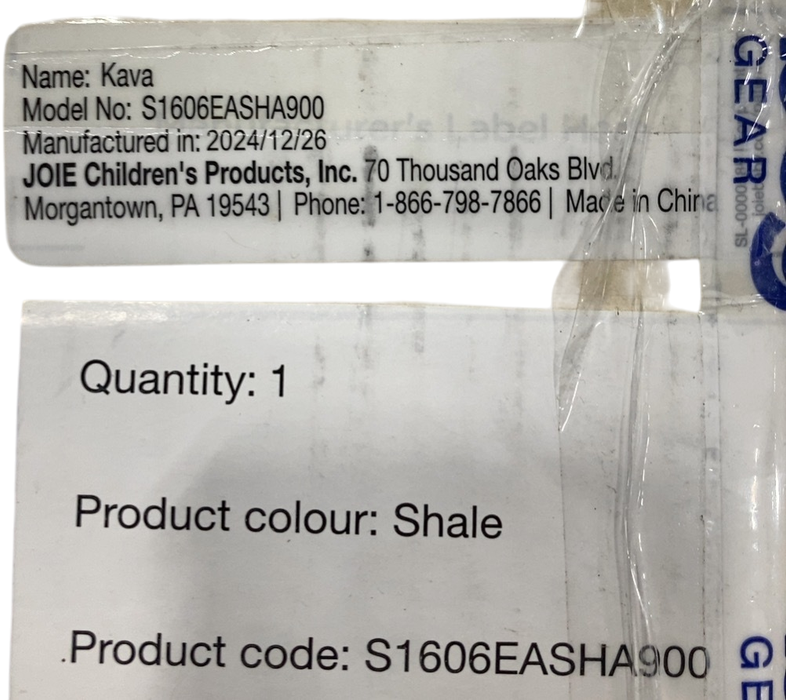 Name: Kava
Model No: S1606EASHA900
Manufactured in: 2024/12/26
JOIE Children's Products, Inc. 70 Thousand Oaks Blvd.
Morgantown, PA 19543 | Phone: 1-866-798-7866 | Made in China
Quantity: 1
Product colour: Shale
.Product code: S1606EASHA900
GEAR
GE